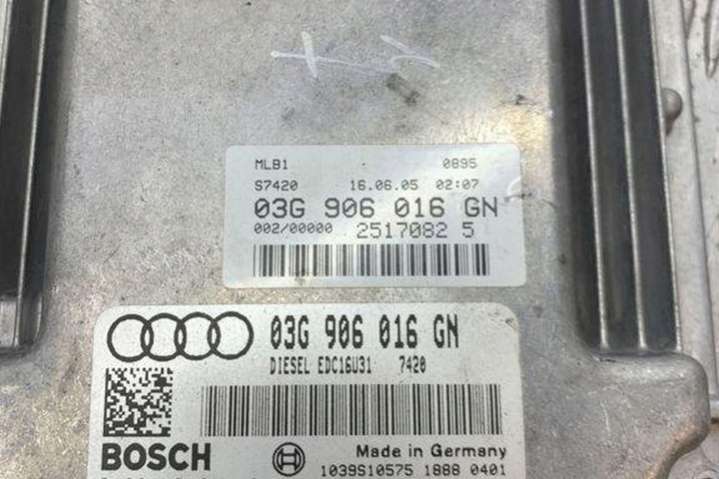 MLB1 0895
S7420 16.06.05 02:07
03G 906 016 GN
002/00000 2517082 5
03G 906 016 GN
DIESEL EDC16U31 7420
BOSCH Made in Germany
1039S10575 1888 0401